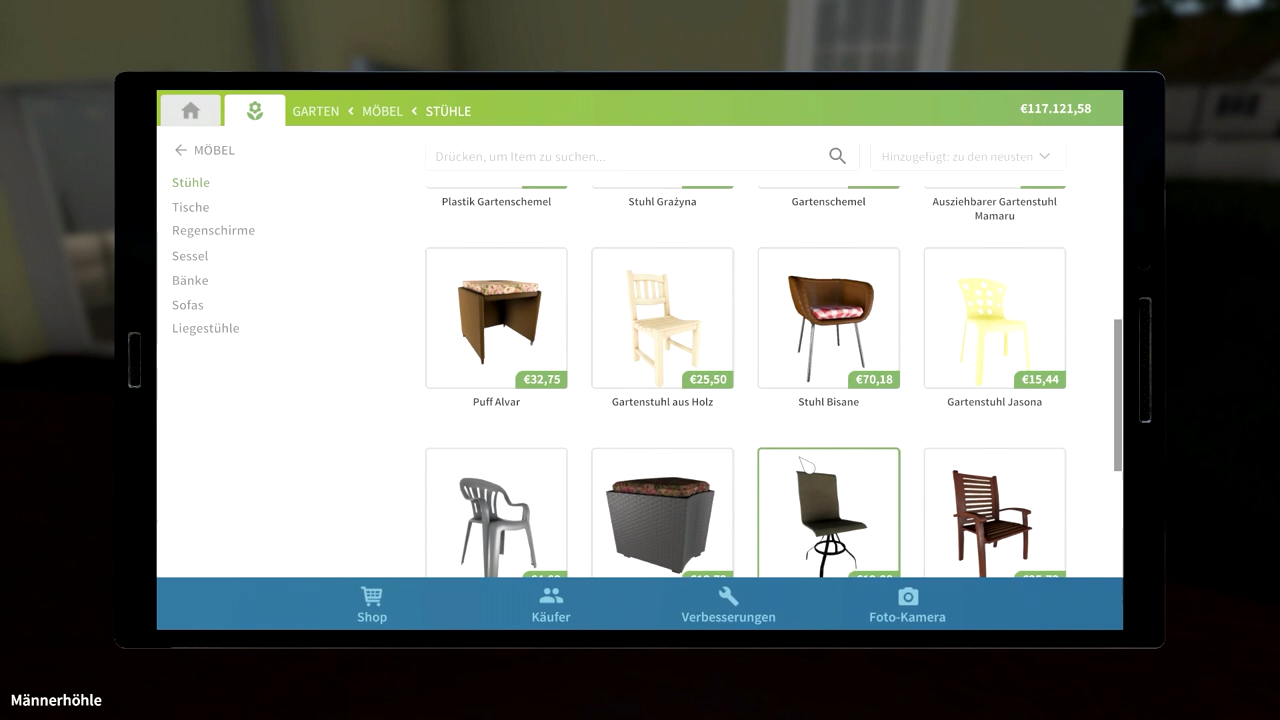 GARTEN < MÖBEL < STÜHLE
€117.121,58
← MÖBEL
Drücken, um Item zu suchen...
Hinzugefügt: zu den neusten
Stühle
Tische
Regenschirme
Sessel
Bänke
Sofas
Liegestühle
Plastik Gartenschemel
Stuhl Grażyna
Gartenschemel
Ausziehbarer Gartenstuhl
Mamaru
€32,75
€25,50
€70,18
€15,44
Puff Alvar
Gartenstuhl aus Holz
Stuhl Bisane
Gartenstuhl Jasona
Shop
Käufer
Verbesserungen
Foto-Kamera
Männerhöhle